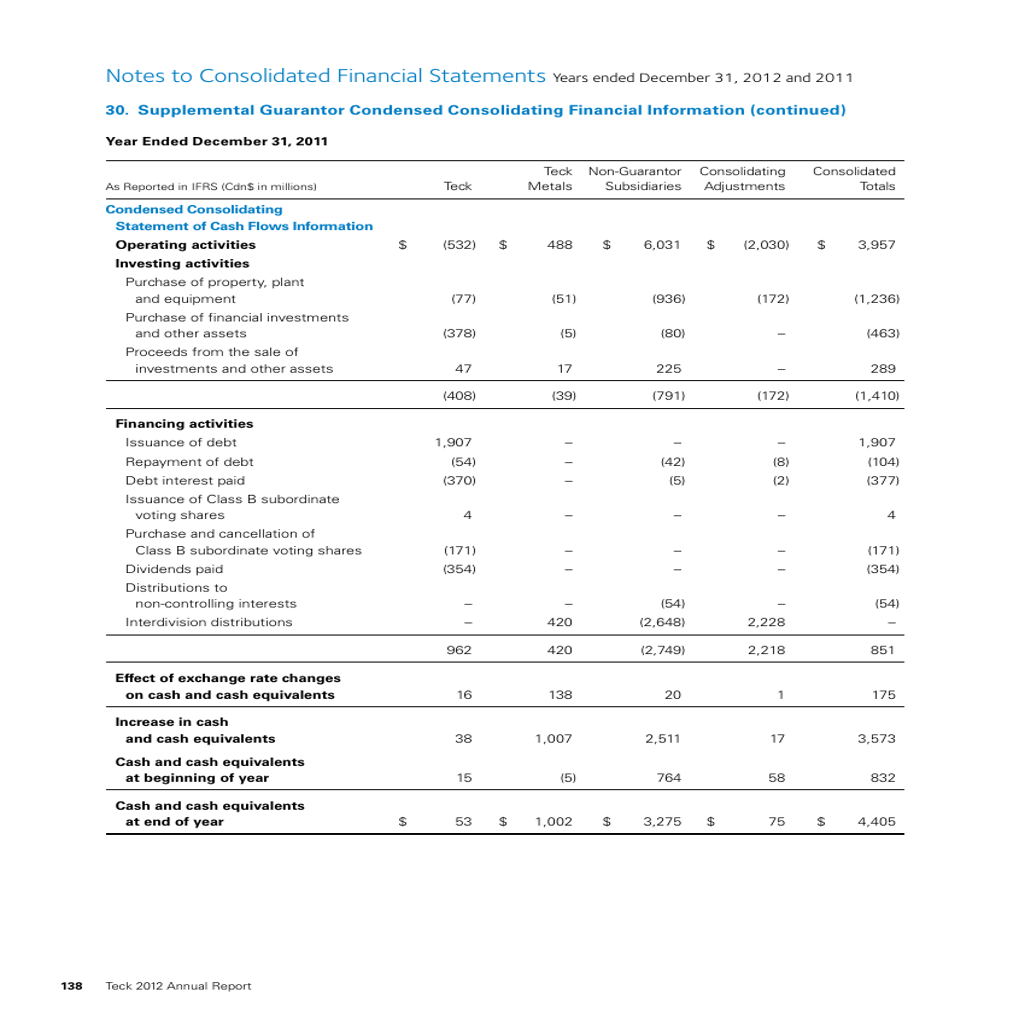 Notes to Consolidated Financial Statements Years ended December 31, 2012 and 2011
30. Supplemental Guarantor Condensed Consolidating Financial Information (continued)
Year Ended December 31, 2011
Teck Non-Guarantor Consolidating Consolidated
As Reported in IFRS (Cdn$ in millions) Teck Metals Subsidiaries Adjustments Totals
Condensed Consolidating
Statement of Cash Flows Information
Operating activities $ (532) $ 488 $ 6,031 $ (2,030) $ 3,957
Investing activities
Purchase of property, plant
and equipment (77) (51) (936) (172) (1,236)
Purchase of financial investments
and other assets (378) (5) (80) – (463)
Proceeds from the sale of
investments and other assets 47 17 225 – 289
(408) (39) (791) (172) (1,410)
Financing activities
Issuance of debt 1,907 – – – 1,907
Repayment of debt (54) – (42) (8) (104)
Debt interest paid (370) – (5) (2) (377)
Issuance of Class B subordinate
voting shares 4 – – – 4
Purchase and cancellation of
Class B subordinate voting shares (171) – – – (171)
Dividends paid (354) – – – (354)
Distributions to
non-controlling interests – – (54) – (54)
Interdivision distributions – 420 (2,648) 2,228 –
962 420 (2,749) 2,218 851
Effect of exchange rate changes
on cash and cash equivalents 16 138 20 1 175
Increase in cash
and cash equivalents 38 1,007 2,511 17 3,573
Cash and cash equivalents
at beginning of year 15 (5) 764 58 832
Cash and cash equivalents
at end of year $ 53 $ 1,002 $ 3,275 $ 75 $ 4,405
138 Teck 2012 Annual Report